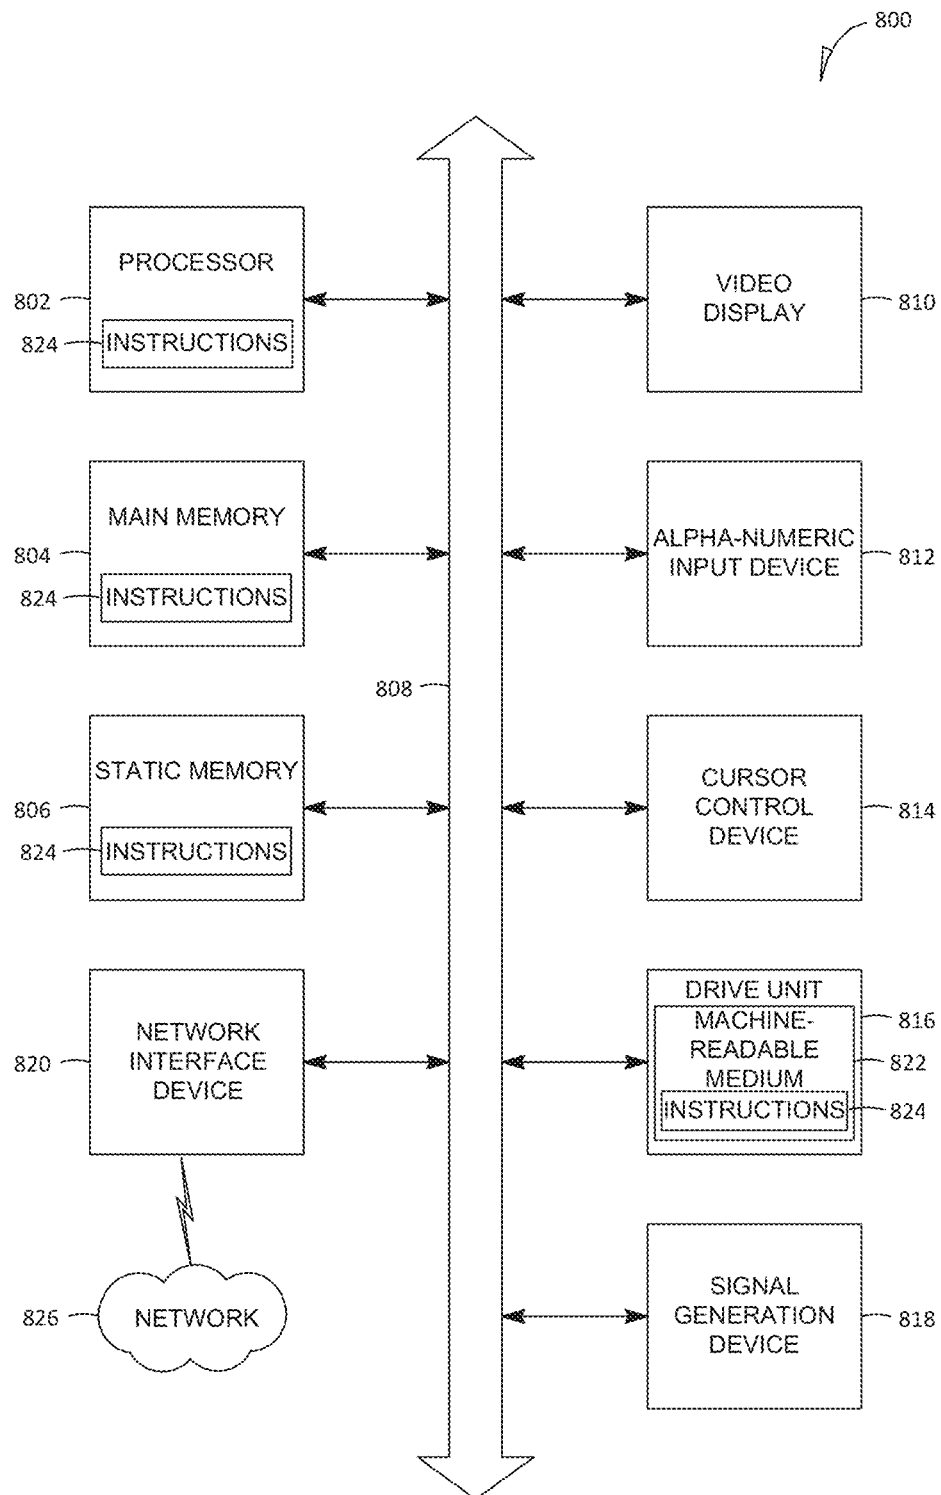 800
PROCESSOR
802
824
INSTRUCTIONS
VIDEO
DISPLAY
810
MAIN MEMORY
804
824
INSTRUCTIONS
ALPHA-NUMERIC
INPUT DEVICE
812
808
STATIC MEMORY
806
824
INSTRUCTIONS
CURSOR
CONTROL
DEVICE
814
NETWORK
INTERFACE
DEVICE
820
DRIVE UNIT
MACHINE-
READABLE
MEDIUM
INSTRUCTIONS
816
822
824
NETWORK
826
SIGNAL
GENERATION
DEVICE
818